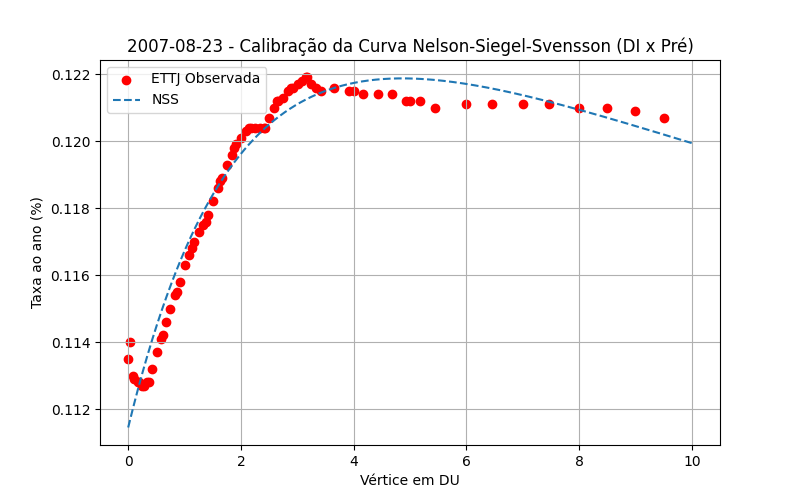 2007-08-23 - Calibração da Curva Nelson-Siegel-Svensson (DI x Pré)
ETTJ Observada
NSS
Taxa ao ano (%)
0.122
0.120
0.118
0.116
0.114
0.112
0
2
4
6
8
10
Vértice em DU